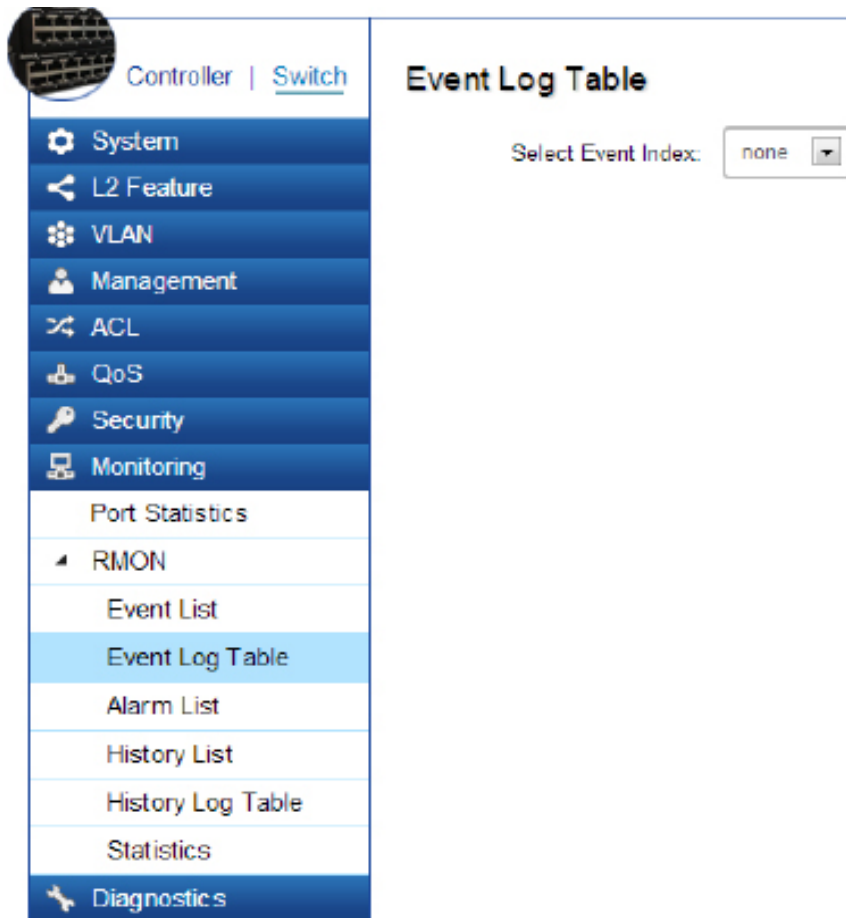 Controller | Switch
Event Log Table
Select Event Index: none
System
L2 Feature
VLAN
Management
ACL
QoS
Security
Monitoring
Port Statistics
RMON
Event List
Event Log Table
Alarm List
History List
History Log Table
Statistics
Diagnostics